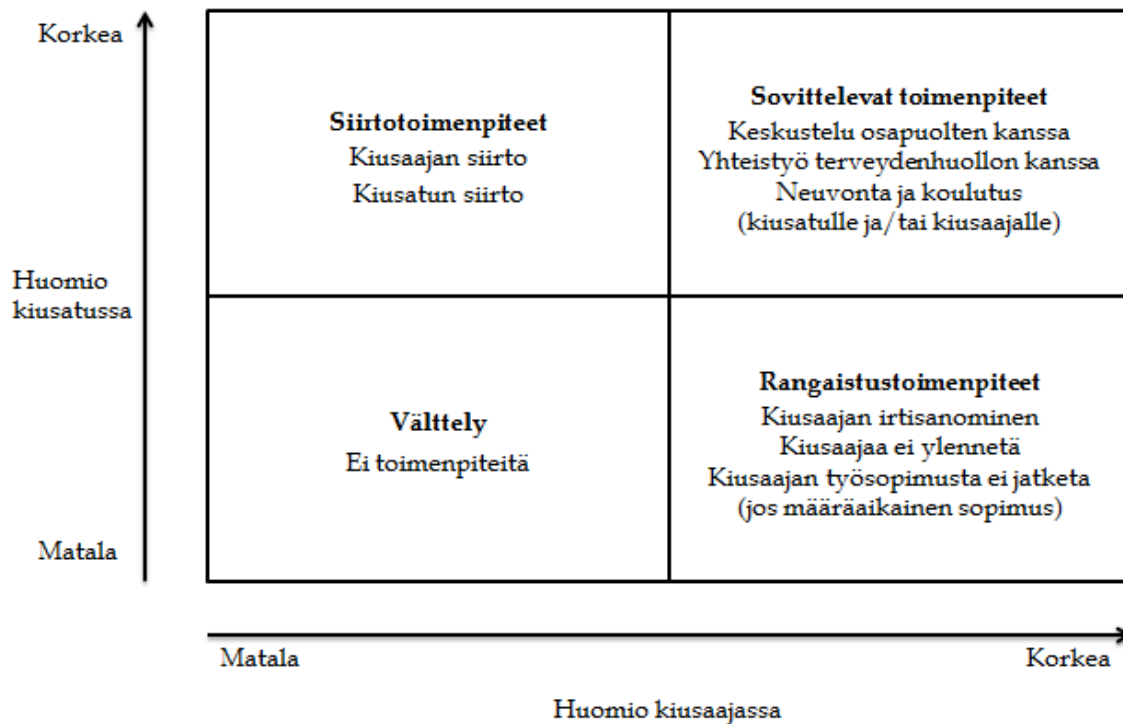 Korkea
Siirtotoimenpiteet
Kiusaajan siirto
Kiusatun siirto
Sovittelevat toimenpiteet
Keskustelu osapuolten kanssa
Yhteistyö terveydenhuollon kanssa
Neuvonta ja koulutus
(kiusatulle ja/tai kiusaajalle)
Huomio
kiusatussa
Välttely
Ei toimenpiteitä
Rangaistustoimenpiteet
Kiusaajan irtisanominen
Kiusaajaa ei ylennetä
Kiusaajan työsopimusta ei jatketa
(jos määräaikainen sopimus)
Matala
Matala
Korkea
Huomio kiusaajassa